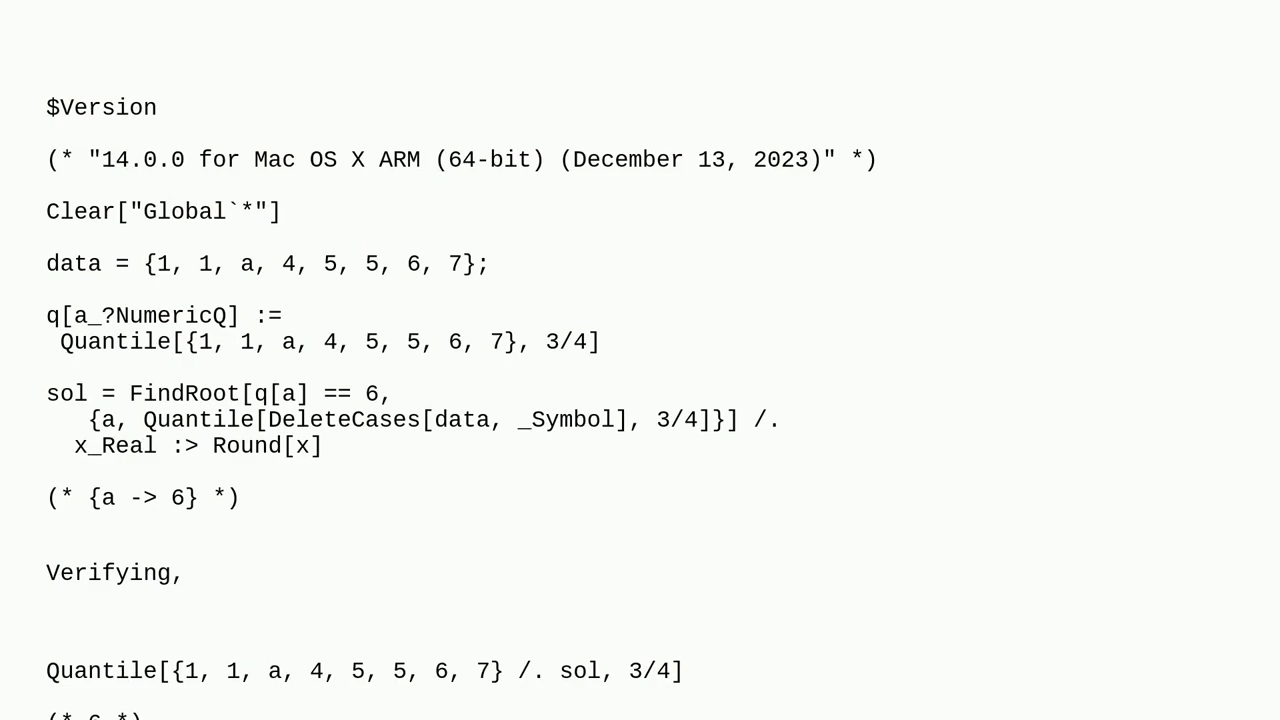 $Version
(* "14.0.0 for Mac OS X ARM (64-bit) (December 13, 2023)" *)
Clear["Global`*"]
data = {1, 1, a, 4, 5, 5, 6, 7};
q[a_?NumericQ] :=
Quantile[{1, 1, a, 4, 5, 5, 6, 7}, 3/4]
sol = FindRoot[q[a] == 6,
{a, Quantile[DeleteCases[data, _Symbol], 3/4]}] /.
x_Real :> Round[x]
(* {a -> 6} *)
Verifying,
Quantile[{1, 1, a, 4, 5, 5, 6, 7} /. sol, 3/4]
(* 6 *)